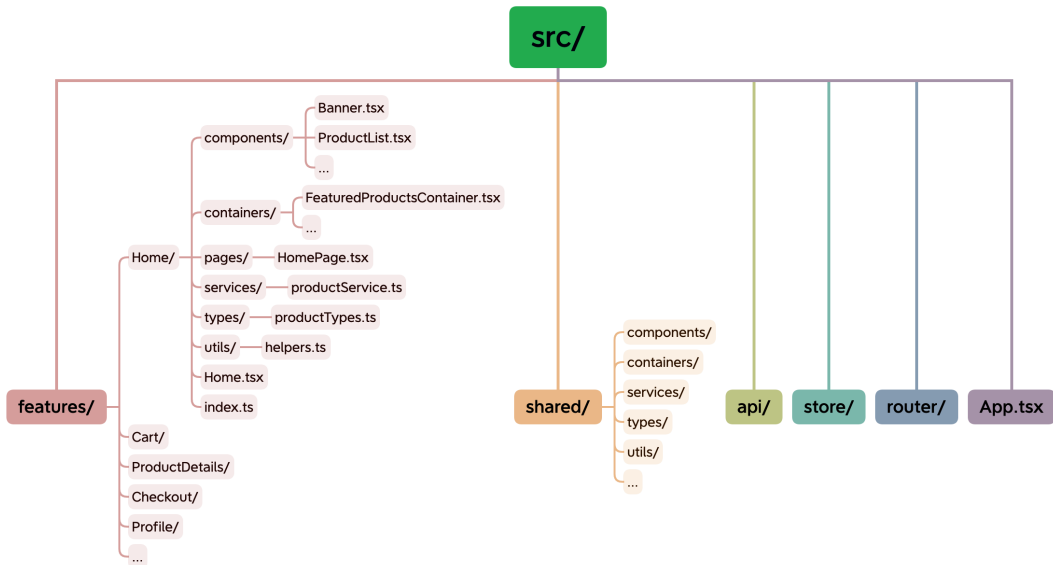 src/
features/
Home/
components/
Banner.tsx
ProductList.tsx
...
containers/
FeaturedProductsContainer.tsx
...
pages/
HomePage.tsx
services/
productService.ts
types/
productTypes.ts
utils/
helpers.ts
Home.tsx
index.ts
Cart/
ProductDetails/
Checkout/
Profile/
...
shared/
components/
containers/
services/
types/
utils/
...
api/
store/
router/
App.tsx